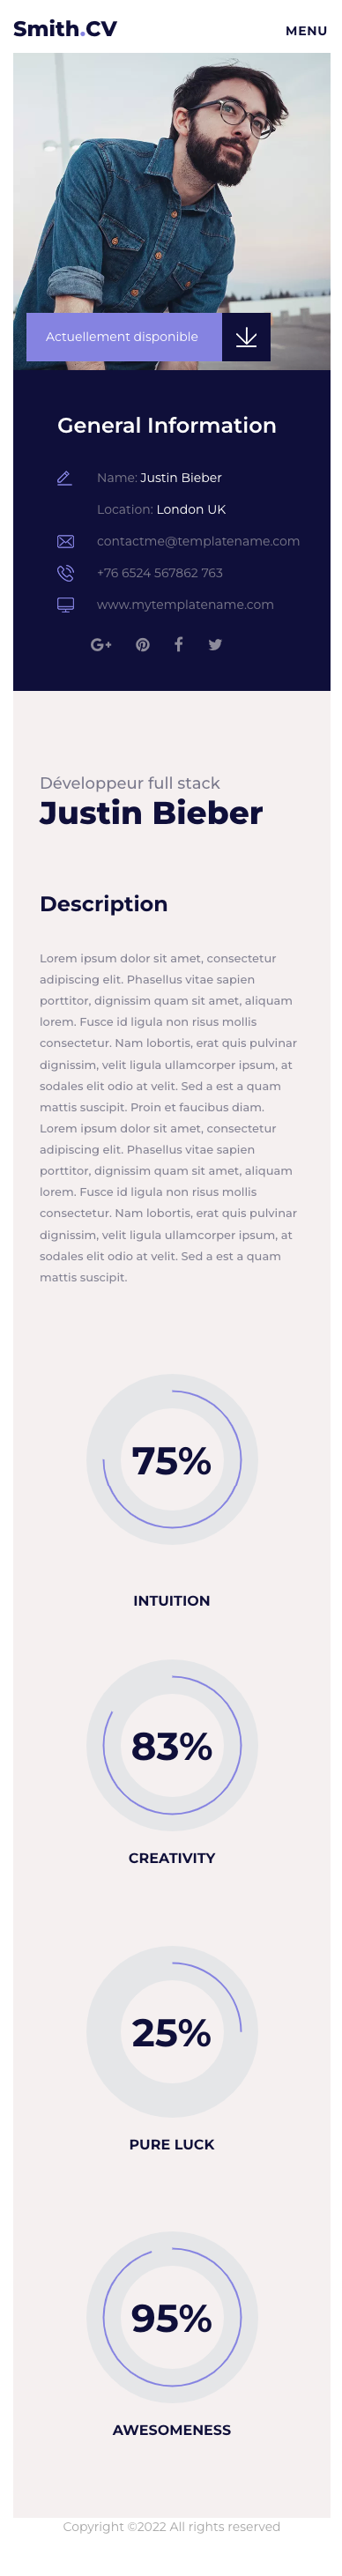 Smith.CV
MENU
Actuellement disponible
General Information
Name: Justin Bieber
Location: London UK
contactme@templatename.com
+76 6524 567862 763
www.mytemplatename.com
Développeur full stack
Justin Bieber
Description
Lorem ipsum dolor sit amet, consectetur
adipiscing elit. Phasellus vitae sapien
porttitor, dignissim quam sit amet, aliquam
lorem. Fusce id ligula non risus mollis
consectetur. Nam lobortis, erat quis pulvinar
dignissim, velit ligula ullamcorper ipsum, at
sodales elit odio at velit. Sed a est a quam
mattis suscipit. Proin et faucibus diam.
Lorem ipsum dolor sit amet, consectetur
adipiscing elit. Phasellus vitae sapien
porttitor, dignissim quam sit amet, aliquam
lorem. Fusce id ligula non risus mollis
consectetur. Nam lobortis, erat quis pulvinar
dignissim, velit ligula ullamcorper ipsum, at
sodales elit odio at velit. Sed a est a quam
mattis suscipit.
75%
INTUITION
83%
CREATIVITY
25%
PURE LUCK
95%
AWESOMENESS
Copyright ©2022 All rights reserved